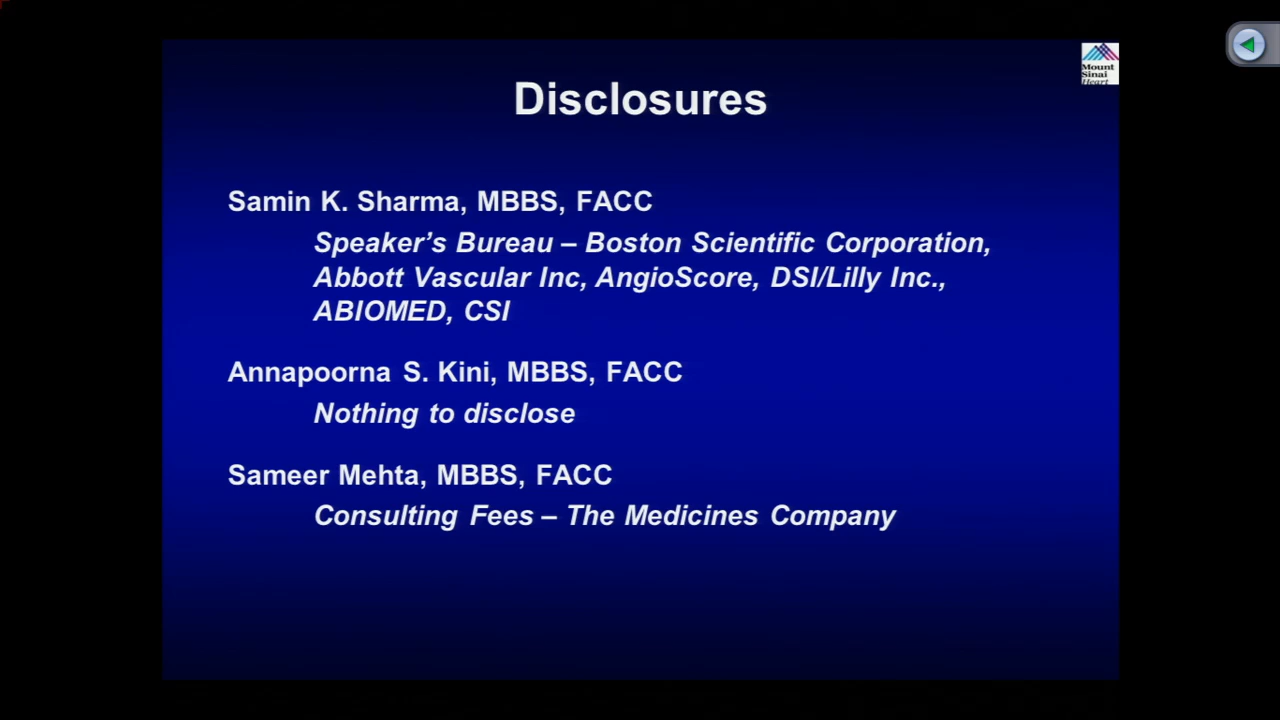 Mount
Sinai
Heart
Disclosures
Samin K. Sharma, MBBS, FACC
Speaker’s Bureau – Boston Scientific Corporation,
Abbott Vascular Inc, AngioScore, DSI/Lilly Inc.,
ABIOMED, CSI
Annapoorna S. Kini, MBBS, FACC
Nothing to disclose
Sameer Mehta, MBBS, FACC
Consulting Fees – The Medicines Company